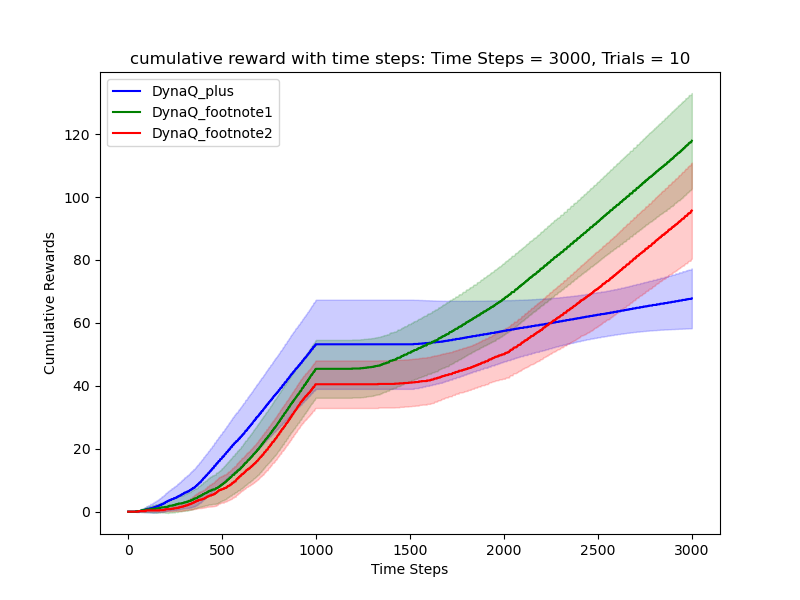 cumulative reward with time steps: Time Steps = 3000, Trials = 10
DynaQ_plus
DynaQ_footnote1
DynaQ_footnote2
120
100
80
60
40
20
0
Cumulative Rewards
0 500 1000 1500 2000 2500 3000
Time Steps